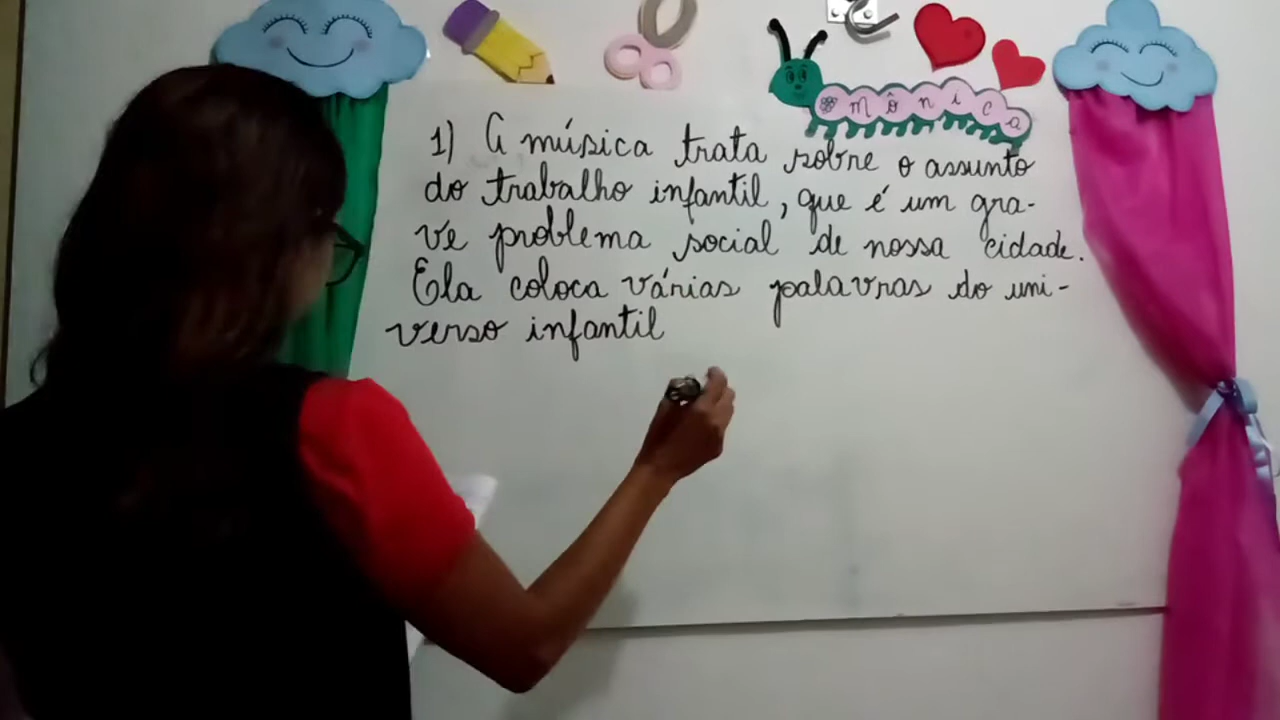 mônica
1) A música trata sobre o assunto
do trabalho infantil, que é um gra-
ve problema social de nossa cidade.
Ela coloca várias palavras do uni-
verso infantil